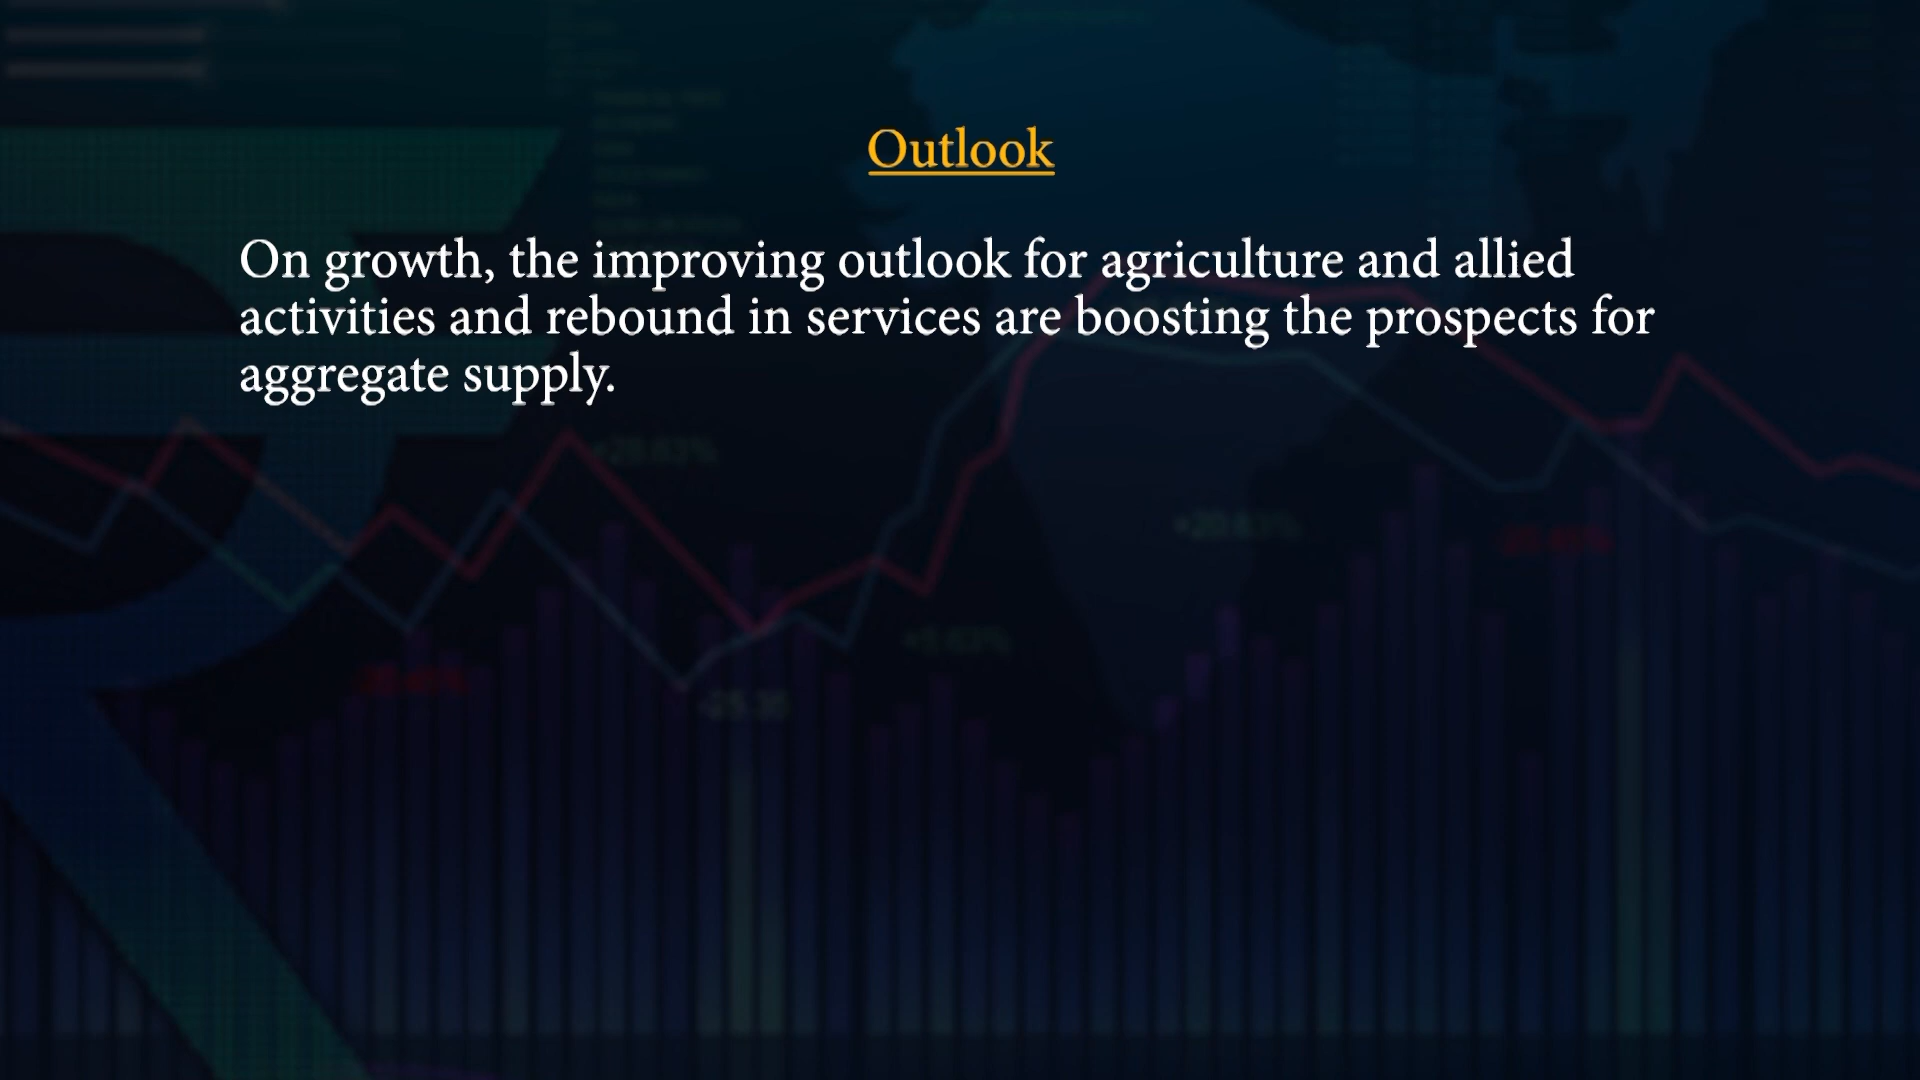 Outlook
On growth, the improving outlook for agriculture and allied
activities and rebound in services are boosting the prospects for
aggregate supply.